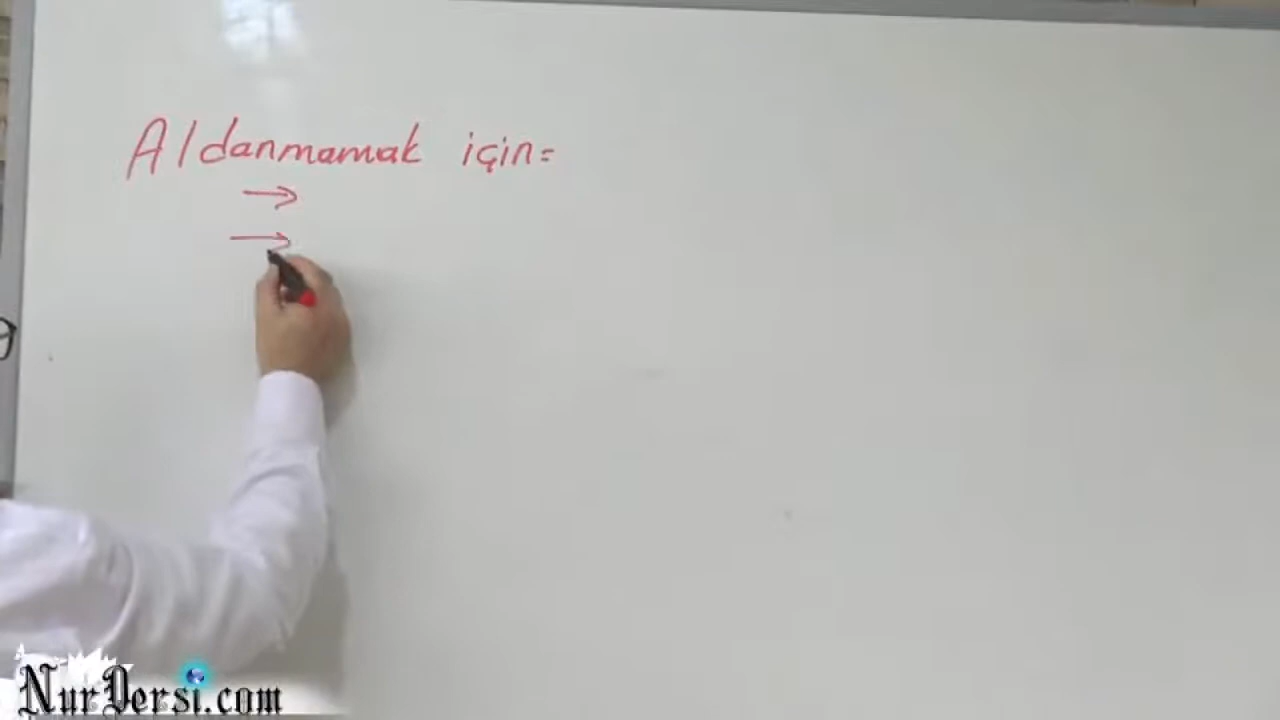 Aldanmamak için=
→
→
NurDersi.com